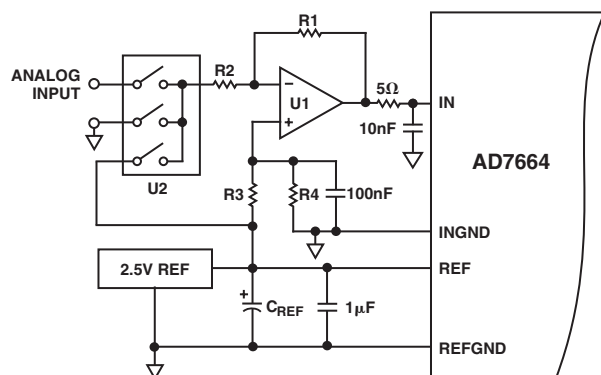 R1
ANALOG
INPUT
R2
U1
−
+
5Ω
IN
10nF
AD7664
U2
R3
R4
100nF
INGND
2.5V REF
REF
+
CREF
1μF
REFGND